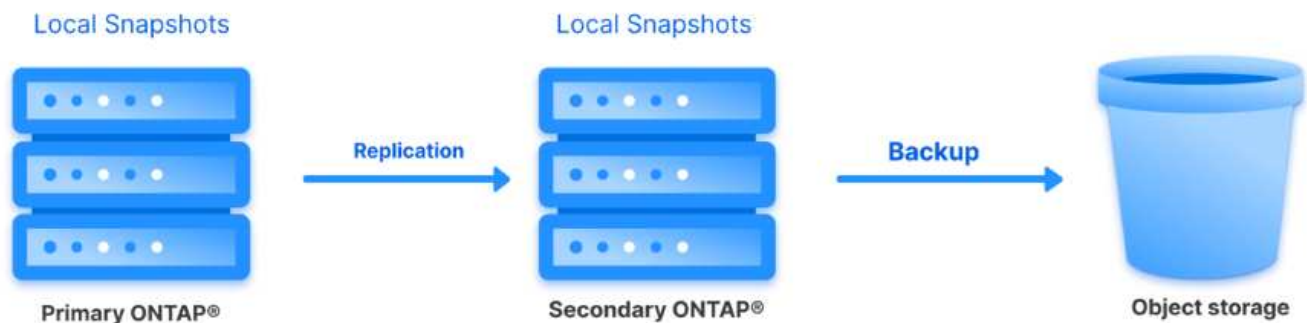 Local Snapshots
Local Snapshots
Replication
Backup
Primary ONTAP®
Secondary ONTAP®
Object storage